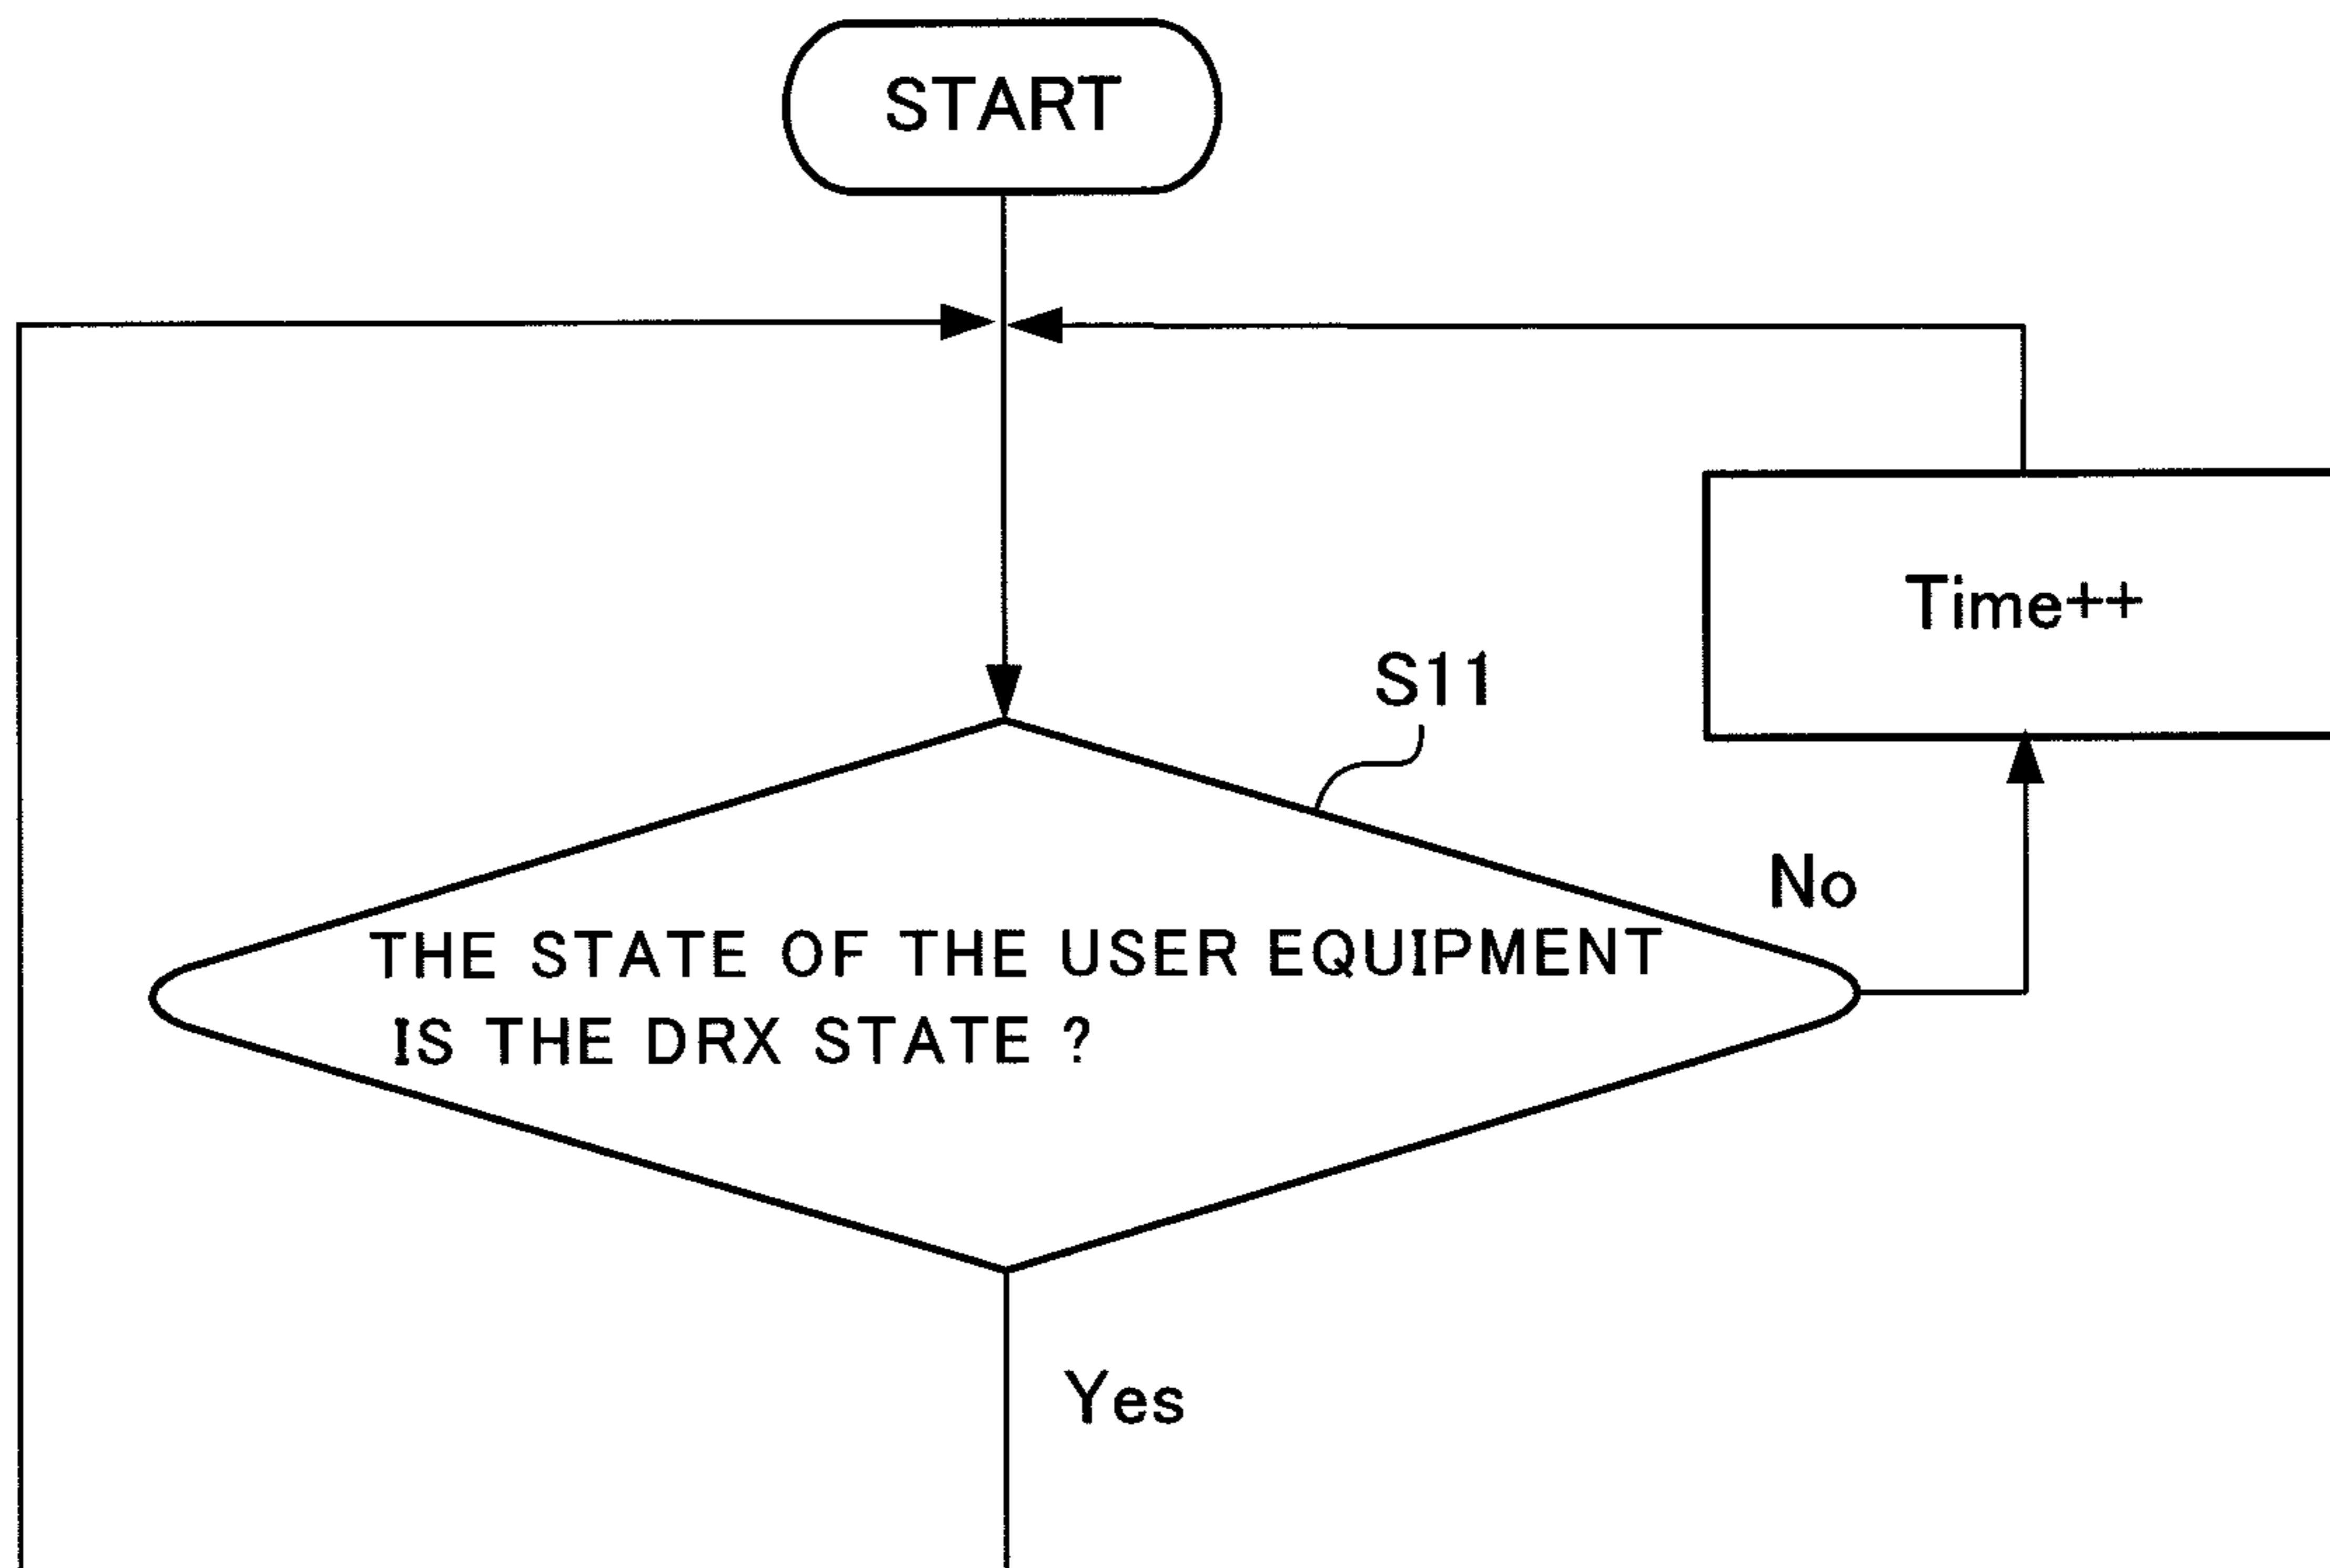 START
Time++
S11
No
THE STATE OF THE USER EQUIPMENT
IS THE DRX STATE ?
Yes